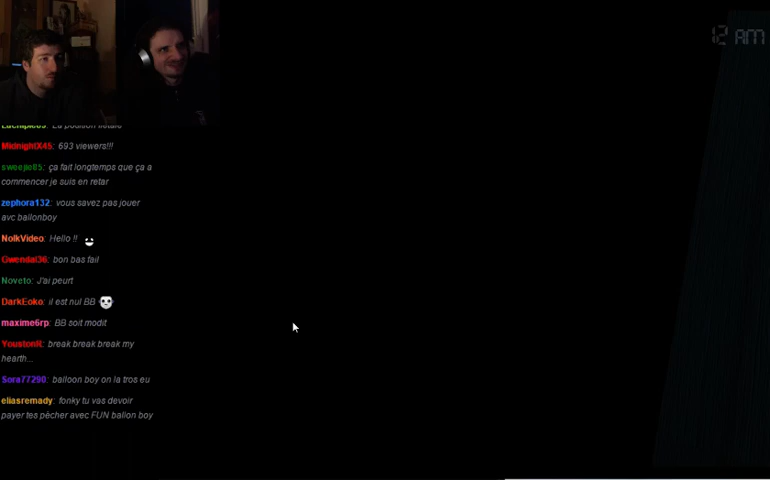 12 AM
MidnightX45: 693 viewers!!!
sweejie85: ça fait longtemps que ça a
commencer je suis en retar
zephora132: vous savez pas jouer
avc ballonboy
NolkVideo: Hello !!
Gwendal36: bon bas fail
Noveto: J'ai peur!!
DarkEoko: il est nul BB
maxime6rp: BB soit modit
YoustonR: break break break my
hearth...
Sora77290: balloon boy on la tros eu
eliasremady: fonky tu vas devoir
payer tes pècher avec FUN ballon boy